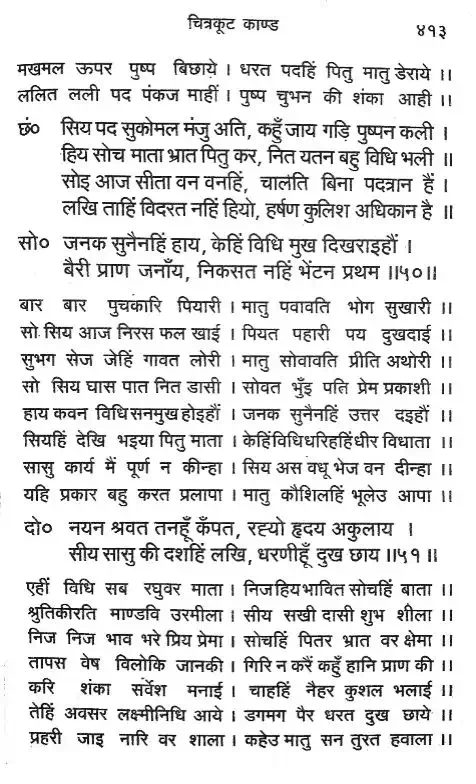 चित्रकूट काण्ड
४१३
मखमल ऊपर पुष्प बिछाये । धरत पदहिं पितु मातु डेराये ।।
ललित लली पद पंकज माहीं । पुष्प चुभन की शंका आही ।।
छं० सिय पद सुकोमल मंजु अति, कहुँ जाय गड़ि पुष्पन कली ।
हिय सोच माता भ्रात पितु कर, नित यतन बहु विधि भली ।।
सोइ आज सीता वन वनहिं, चालति बिना पदत्रान हैं ।
लखि ताहिं विदरत नहिं हियो, हर्षण कुलिश अधिकान है ।।
सो० जनक सुनैनहिं हाय, केहिं विधि मुख दिखराइहौं ।
बैरी प्राण जनाँय, निकसत नहिं भेंटन प्रथम ।।५०।।
बार बार पुचकारि पियारी । मातु पवावति भोग सुखारी ।।
सो सिय आज निरस फल खाई । पियत पहारी पय दुखदाई ।।
सुभग सेज जेहिं गावत लोरी । मातु सोवावति प्रीति अथोरी ।।
सो सिय घास पात नित डासी । सोवत भुँइ पति प्रेम प्रकाशी ।।
हाय कवन विधि सनमुख होइहौं । जनक सुनैनहिं उत्तर दइहौं ।।
सियहिं देखि भइया पितु माता । केहिंविधिधरिहहिंधीर विधाता ।।
सासु कार्य मैं पूर्ण न कीन्हा । सिय अस वधू भेज वन दीन्हा ।।
यहि प्रकार बहु करत प्रलापा । मातु कौशिलहिं भूलेउ आपा ।।
दो० नयन श्रवत तनहूँ कँपत, रह्यो हृदय अकुलाय ।
सीय सासु की दशहिं लखि, धरणीहूँ दुख छाय ।।५१।।
एहीं विधि सब रघुवर माता । निज हिय भावित सोचहिं बाता ।।
श्रुतिकीरति माण्डवि उरमीला । सीय सखी दासी शुभ शीला ।।
निज निज भाव भरे प्रिय प्रेमा । सोचहिं पितर भ्रात वर क्षेमा ।।
तापस वेष विलोकि जानकी । गिरि न करैं कहुँ हानि प्राण की ।।
करि शंका सर्वेश मनाई । चाहहिं नैहर कुशल भलाई ।।
तेहिं अवसर लक्ष्मीनिधि आये । डगमग पैर धरत दुख छाये ।।
प्रहरी जाइ नारि वर शाला । कहेउ मातु सन तुरत हवाला ।।